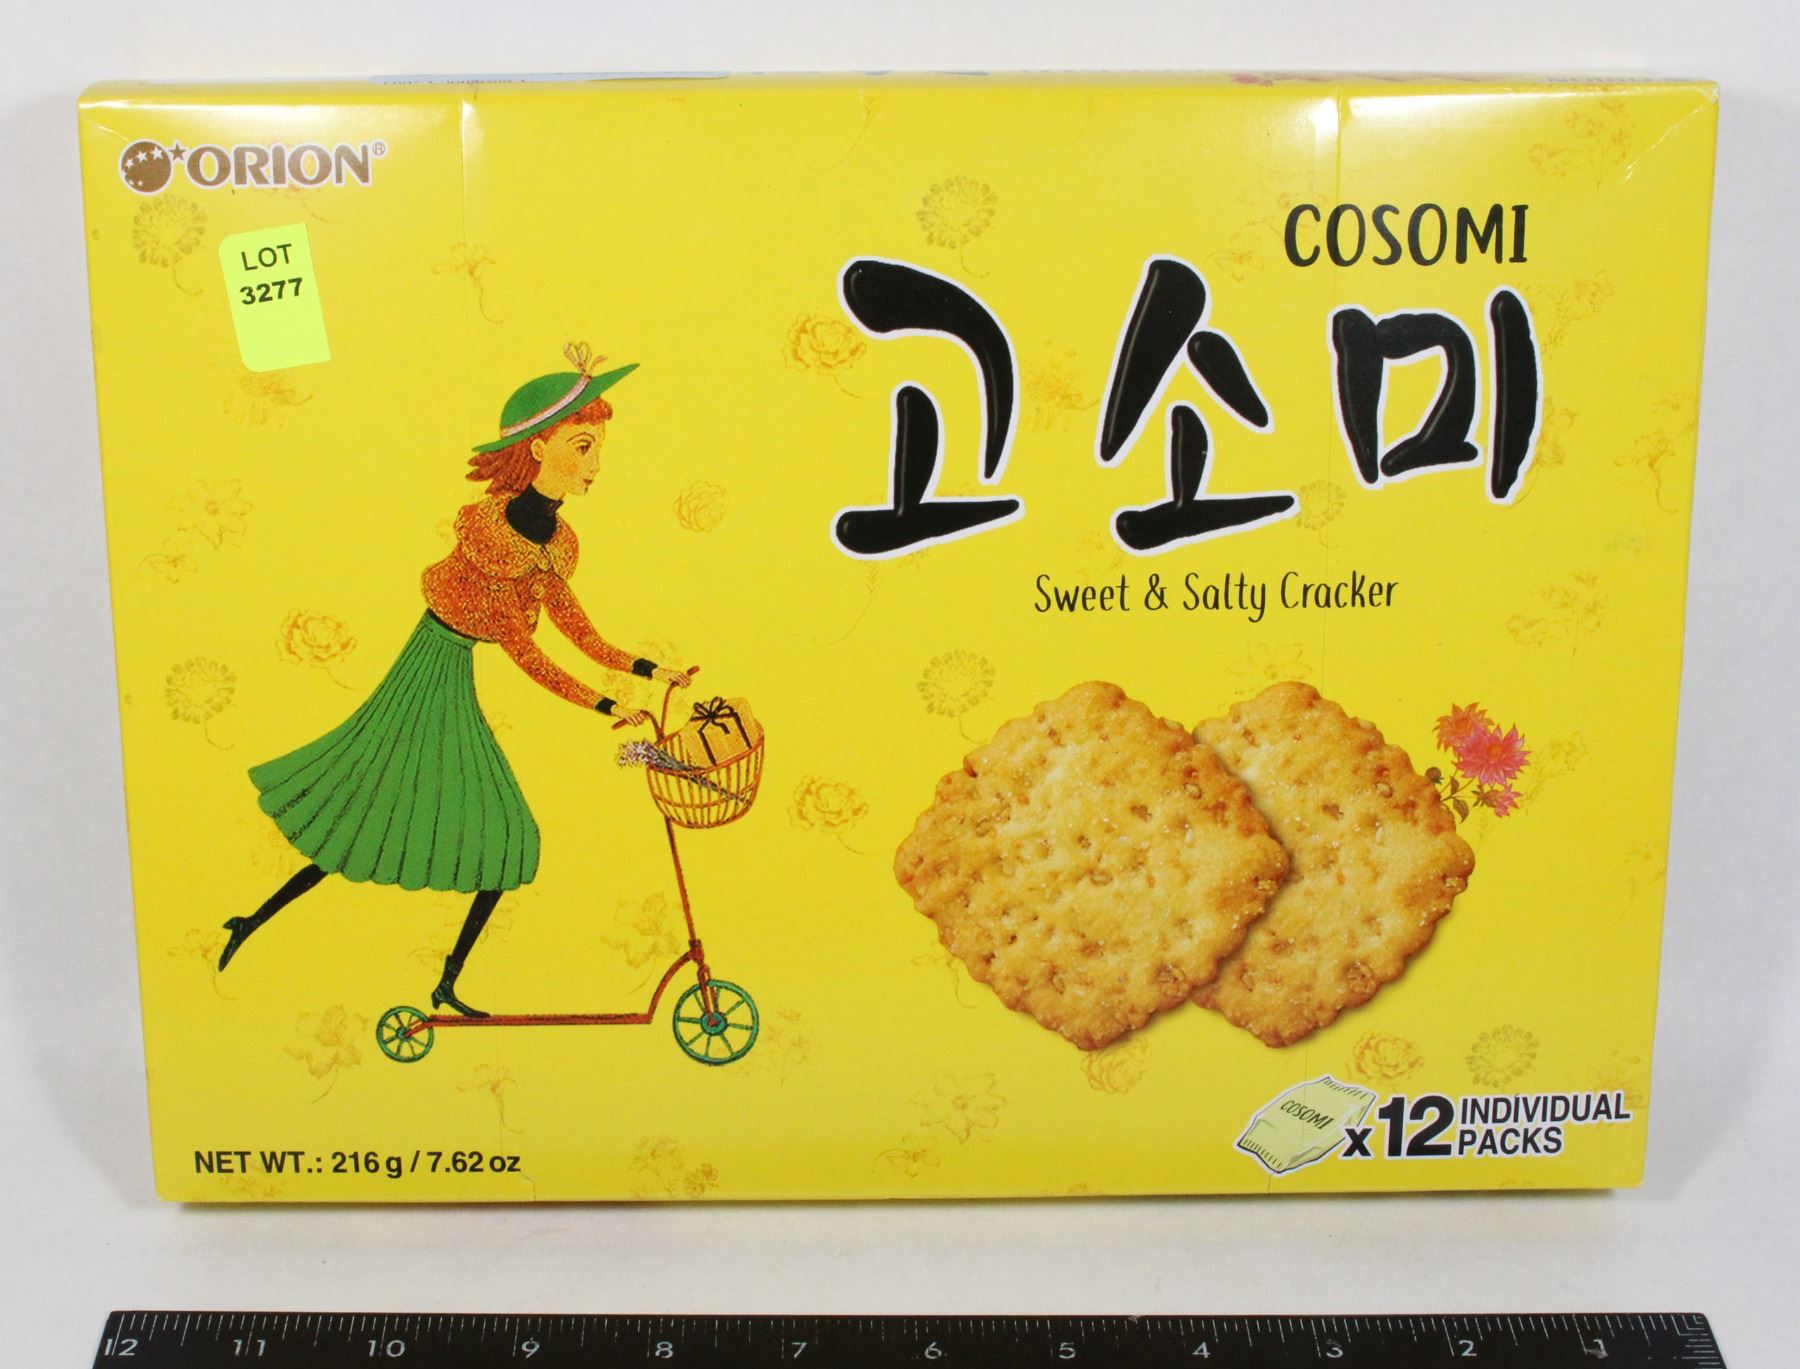 ORION®
LOT
3277
COSOMI
고소미
Sweet & Salty Cracker
COSOMI
x12 INDIVIDUAL
PACKS
NET WT.: 216 g / 7.62 oz
12 11 10 9 8 7 6 5 4 3 2 1